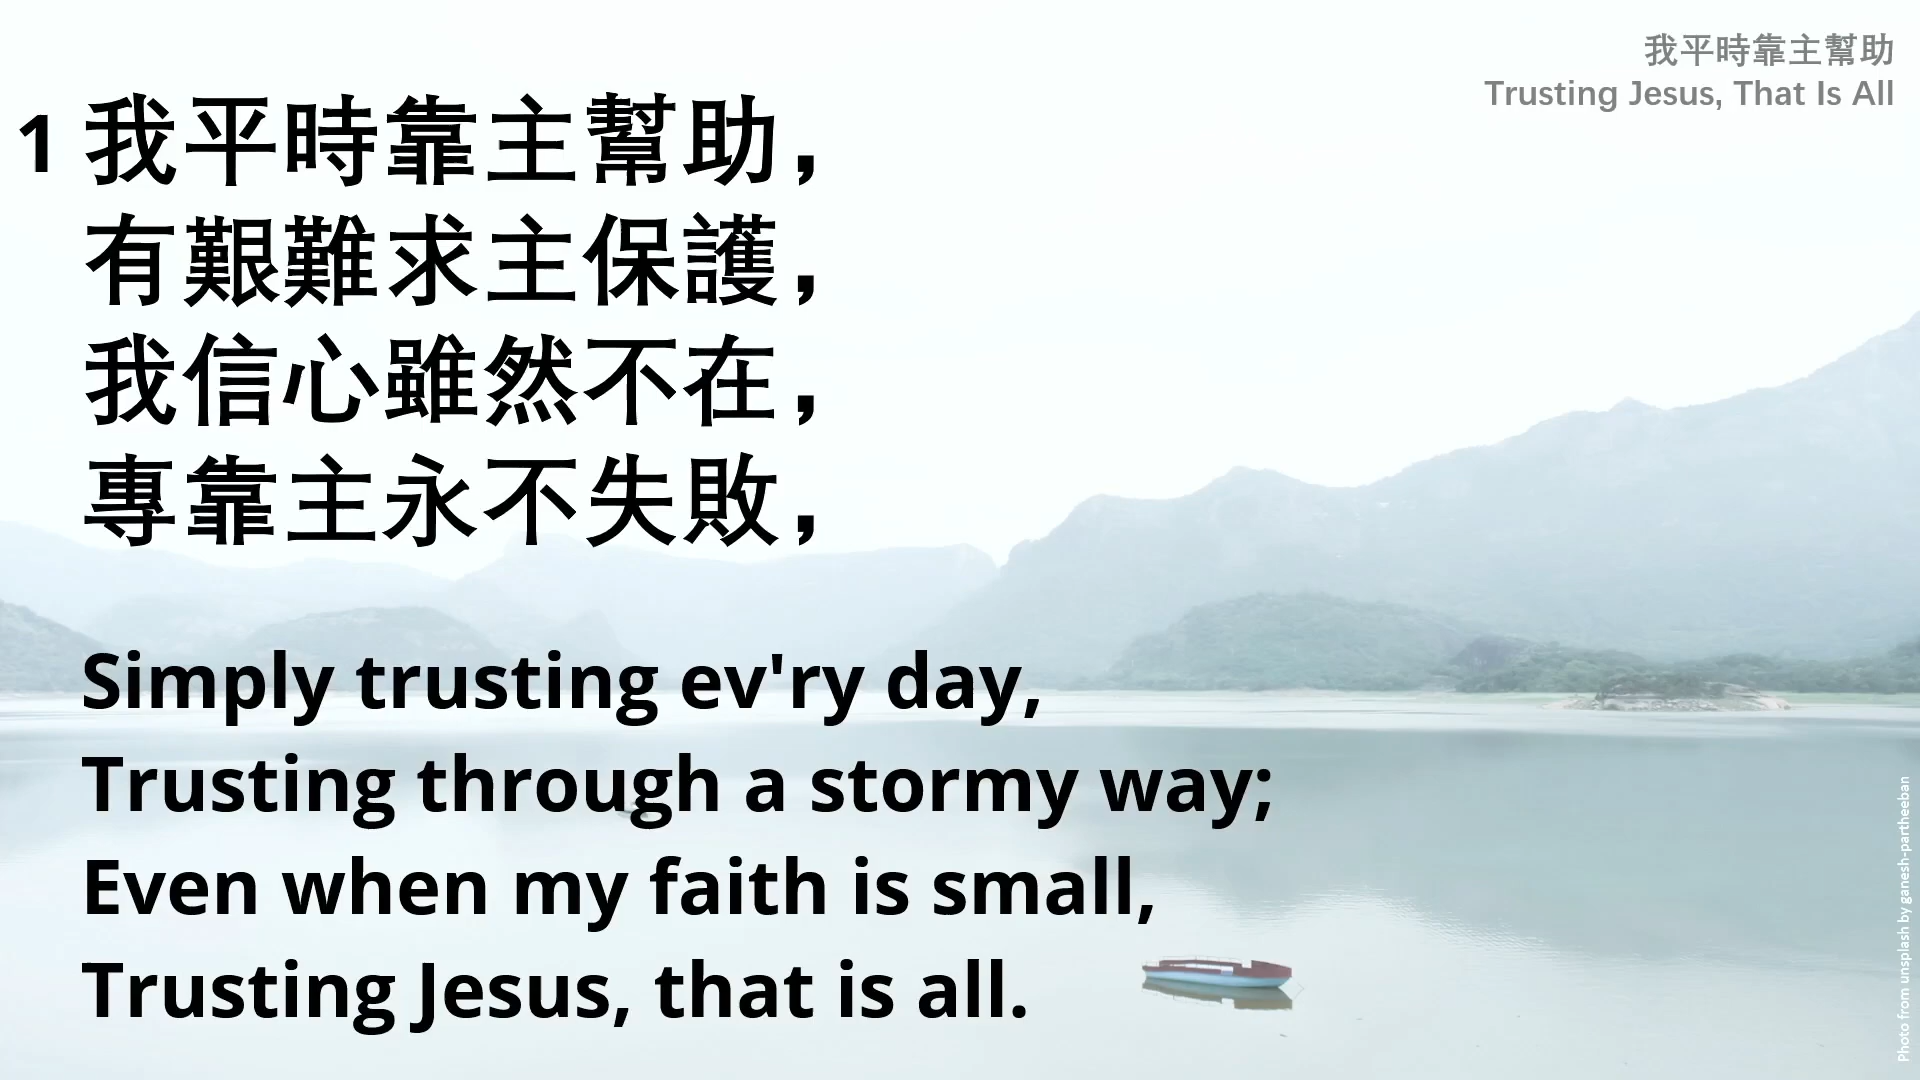 我平時靠主幫助
Trusting Jesus, That Is All
1 我平時靠主幫助，
有艱難求主保護，
我信心雖然不在，
專靠主永不失敗，
Simply trusting ev'ry day,
Trusting through a stormy way;
Even when my faith is small,
Trusting Jesus, that is all.
Photo from unsplash by ganesh-partheeban